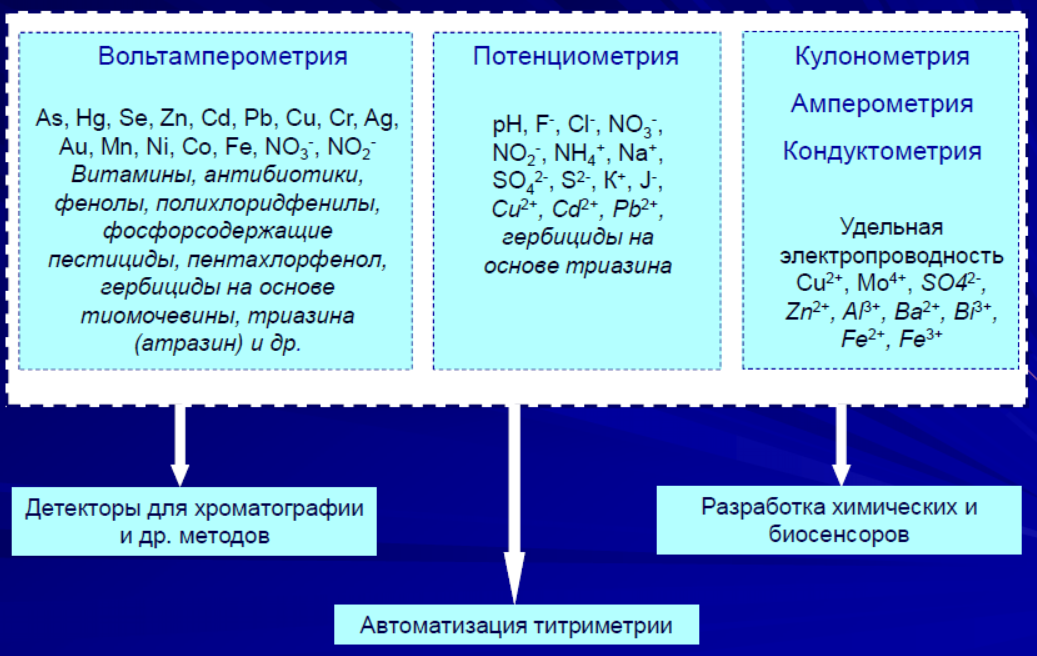 Вольтамперометрия
As, Hg, Se, Zn, Cd, Pb, Cu, Cr, Ag,
Au, Mn, Ni, Co, Fe, NO₃⁻, NO₂⁻
Витамины, антибиотики,
фенолы, полихлоридфенилы,
фосфорсодержащие
пестициды, пентахлорфенол,
гербициды на основе
тиомочевины, триазина
(атразин) и др.
Потенциометрия
pH, F⁻, Cl⁻, NO₃⁻,
NO₂⁻, NH₄⁺, Na⁺,
SO₄²⁻, S²⁻, K⁺, J⁻,
Cu²⁺, Cd²⁺, Pb²⁺,
гербициды на
основе триазина
Кулонометрия
Амперометрия
Кондуктометрия
Удельная
электропроводность
Cu²⁺, Mo⁴⁺, SO4²⁻,
Zn²⁺, Al³⁺, Ba²⁺, Bi³⁺,
Fe²⁺, Fe³⁺
Детекторы для хроматографии
и др. методов
Разработка химических и
биосенсоров
Автоматизация титриметрии